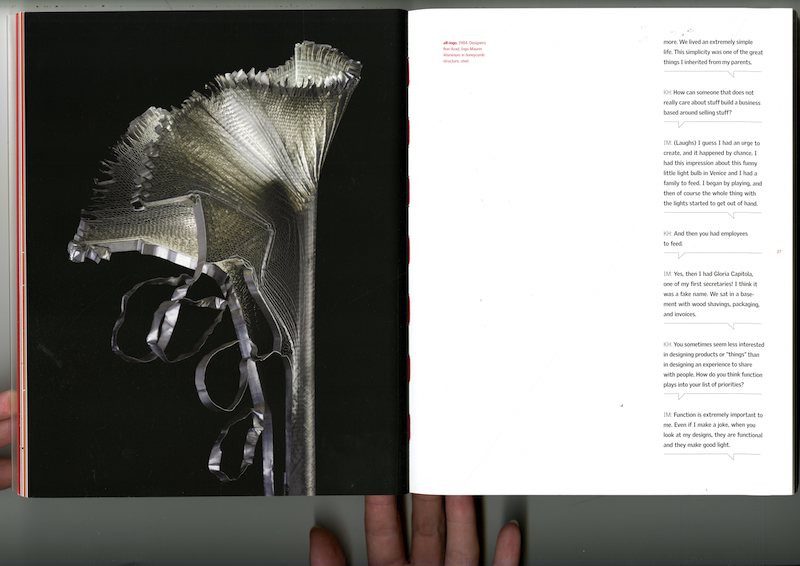 alf-ingo, 1984. Designers:
Ron Arad, Ingo Maurer.
Aluminium in honeycomb
structure, steel
more. We lived an extremely simple
life. This simplicity was one of the great
things I inherited from my parents.
KH: How can someone that does not
really care about stuff build a business
based around selling stuff?
IM: (Laughs) I guess I had an urge to
create, and it happened by chance. I
had this impression about this funny
little light bulb in Venice and I had a
family to feed. I began by playing, and
then of course the whole thing with
the lights started to get out of hand.
KH: And then you had employees
to feed.
27
IM: Yes, then I had Gloria Capitola,
one of my first secretaries! I think it
was a fake name. We sat in a base-
ment with wood shavings, packaging,
and invoices.
KH: You sometimes seem less interested
in designing products or "things" than
in designing an experience to share
with people. How do you think function
plays into your list of priorities?
IM: Function is extremely important to
me. Even if I make a joke, when you
look at my designs, they are functional
and they make good light.